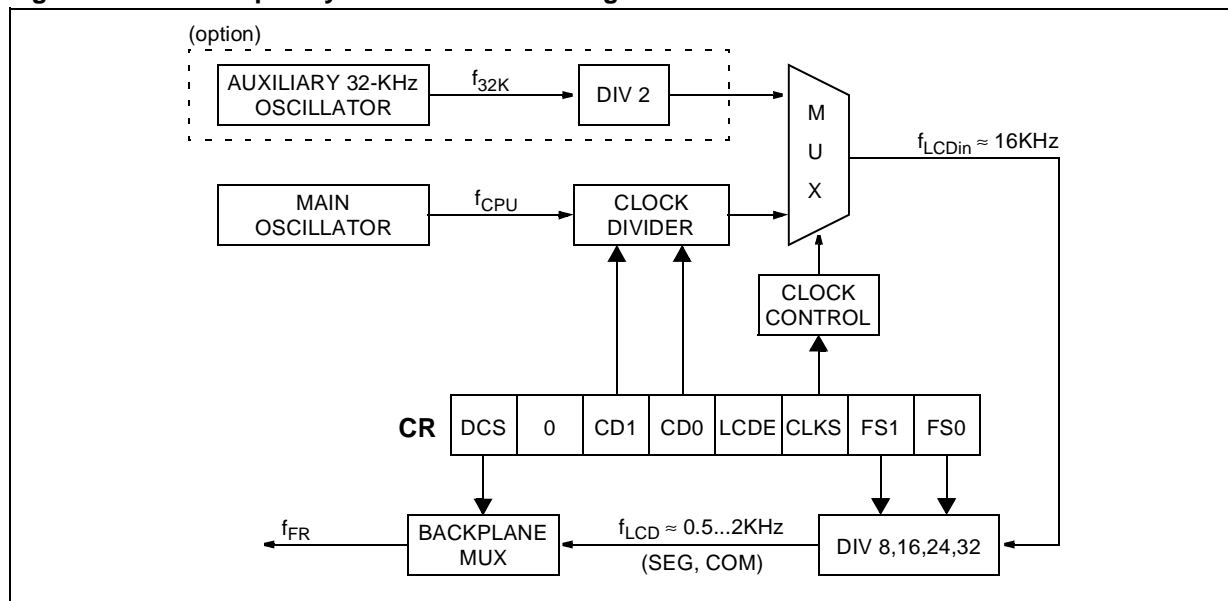 (option)
AUXILIARY 32-KHz
OSCILLATOR
f32K
DIV 2
M
U
X
fLCDin ≈ 16KHz
MAIN
OSCILLATOR
fCPU
CLOCK
DIVIDER
CLOCK
CONTROL
CR DCS 0 CD1 CD0 LCDE CLKS FS1 FS0
fFR
BACKPLANE
MUX
fLCD ≈ 0.5...2KHz
(SEG, COM)
DIV 8,16,24,32